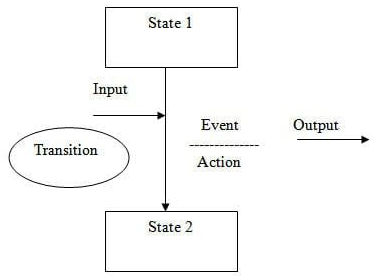 State 1
Input
Event
Output
Transition
Action
State 2